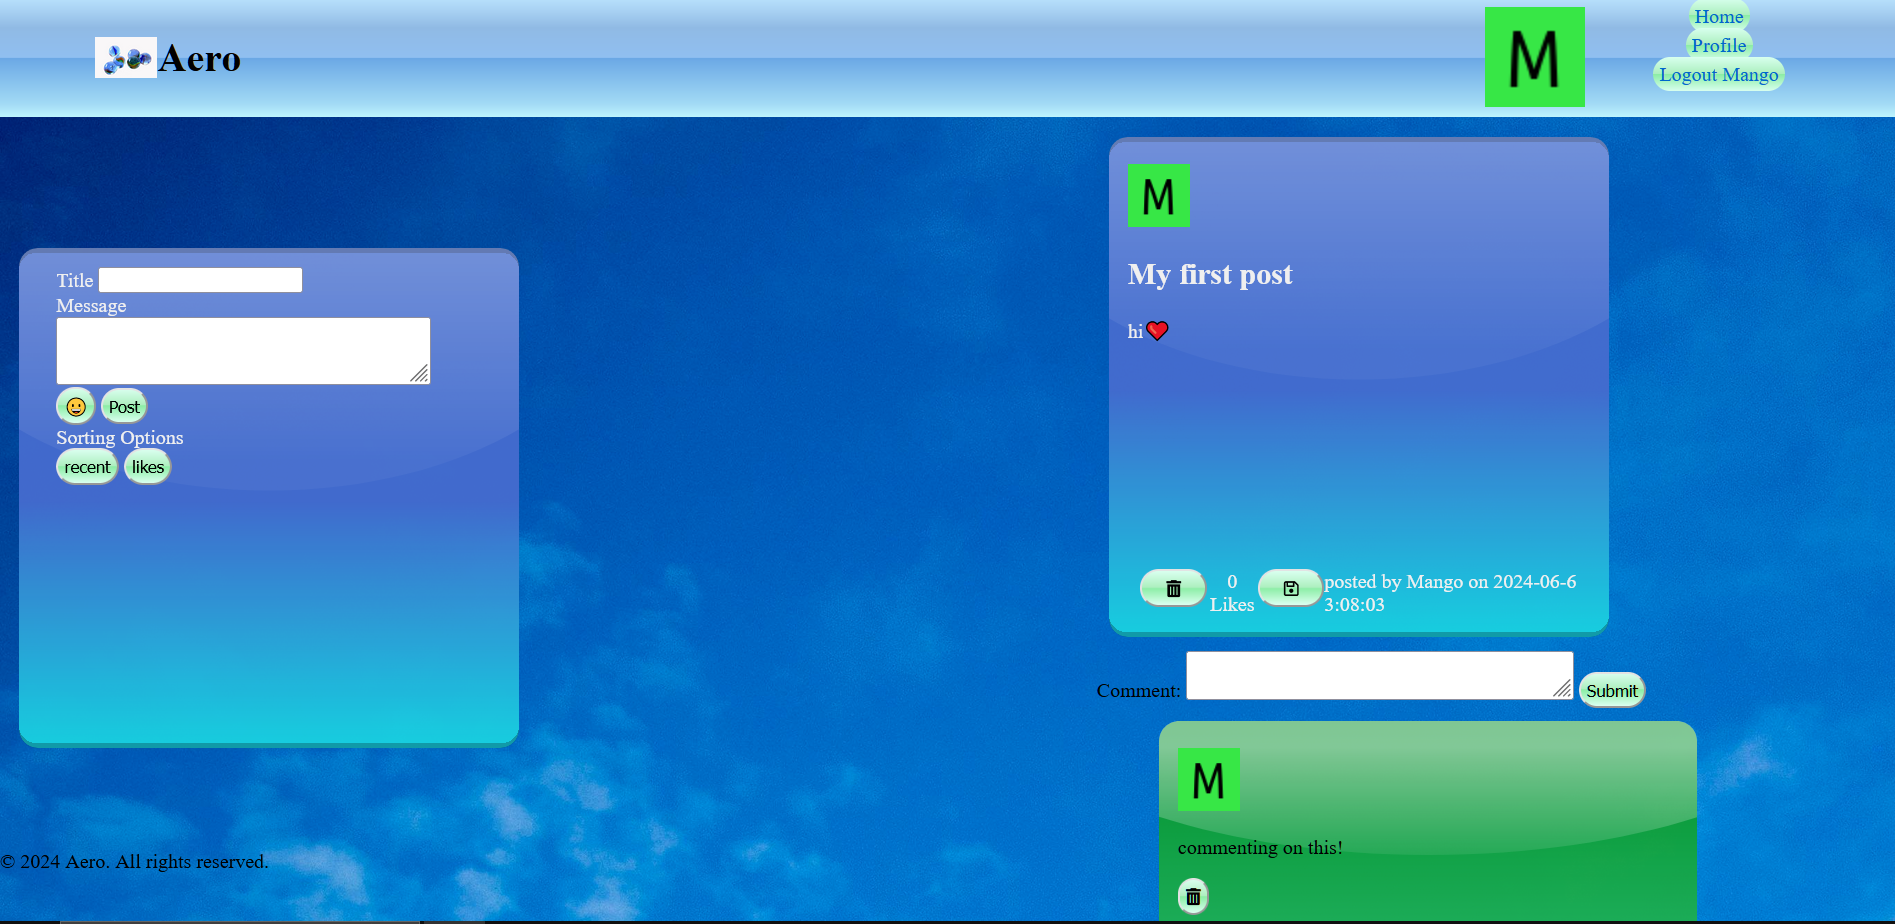 Aero
M
Home
Profile
Logout Mango
Title
Message
Post
Sorting Options
recent
likes
M
My first post
hi
0
Likes
posted by Mango on 2024-06-6
3:08:03
Comment:
Submit
M
commenting on this!
© 2024 Aero. All rights reserved.